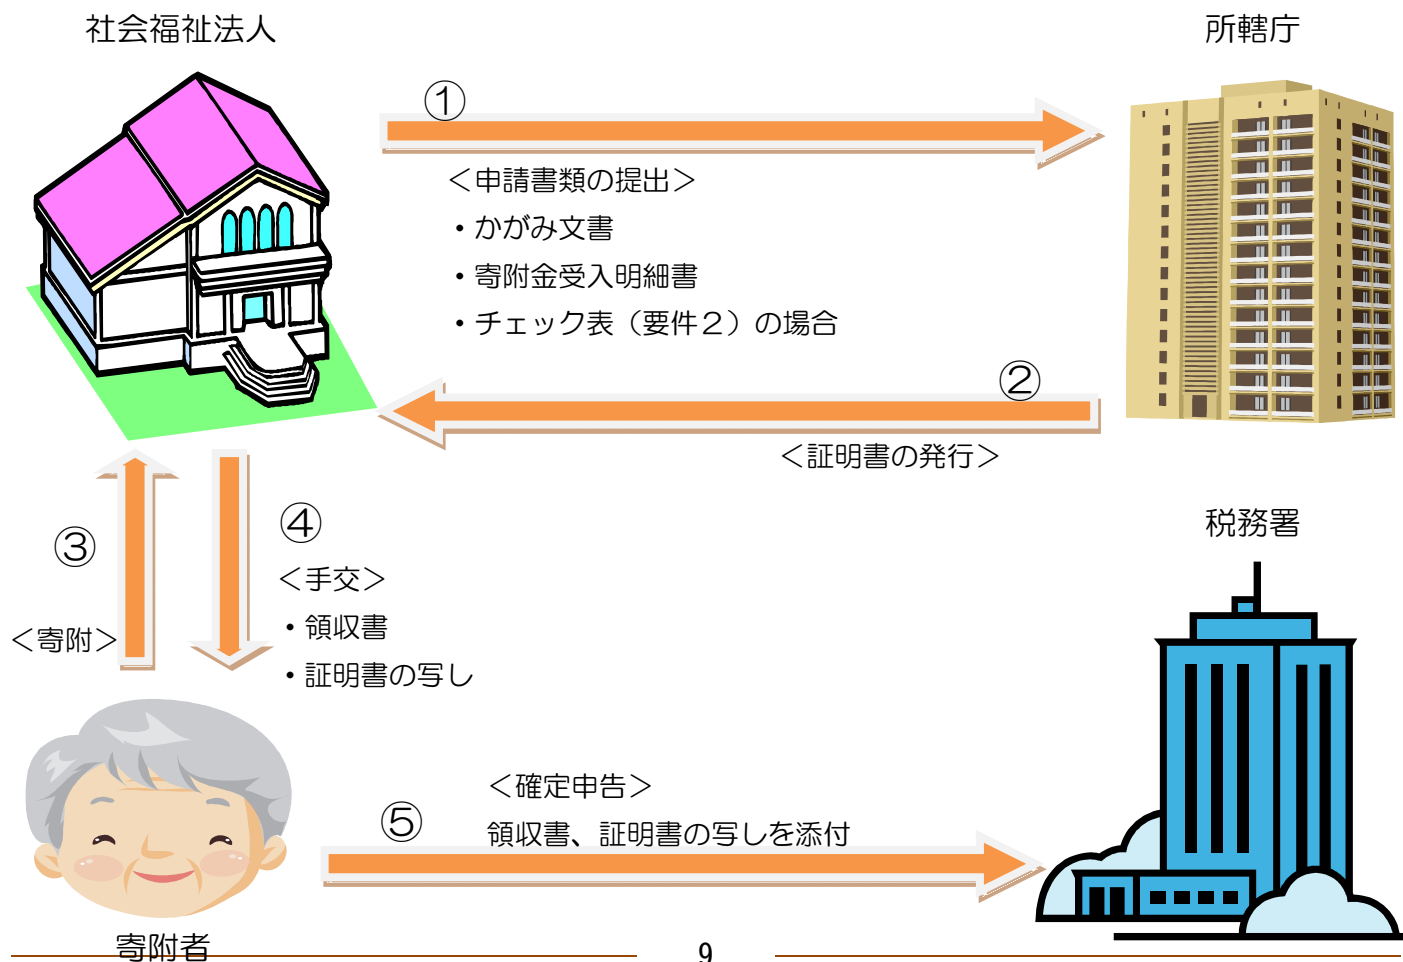 社会福祉法人
所轄庁
①
＜申請書類の提出＞
・かがみ文書
・寄附金受入明細書
・チェック表（要件２）の場合
②
＜証明書の発行＞
③
＜寄附＞
④
＜手交＞
・領収書
・証明書の写し
税務署
⑤
＜確定申告＞
領収書、証明書の写しを添付
寄附者
9